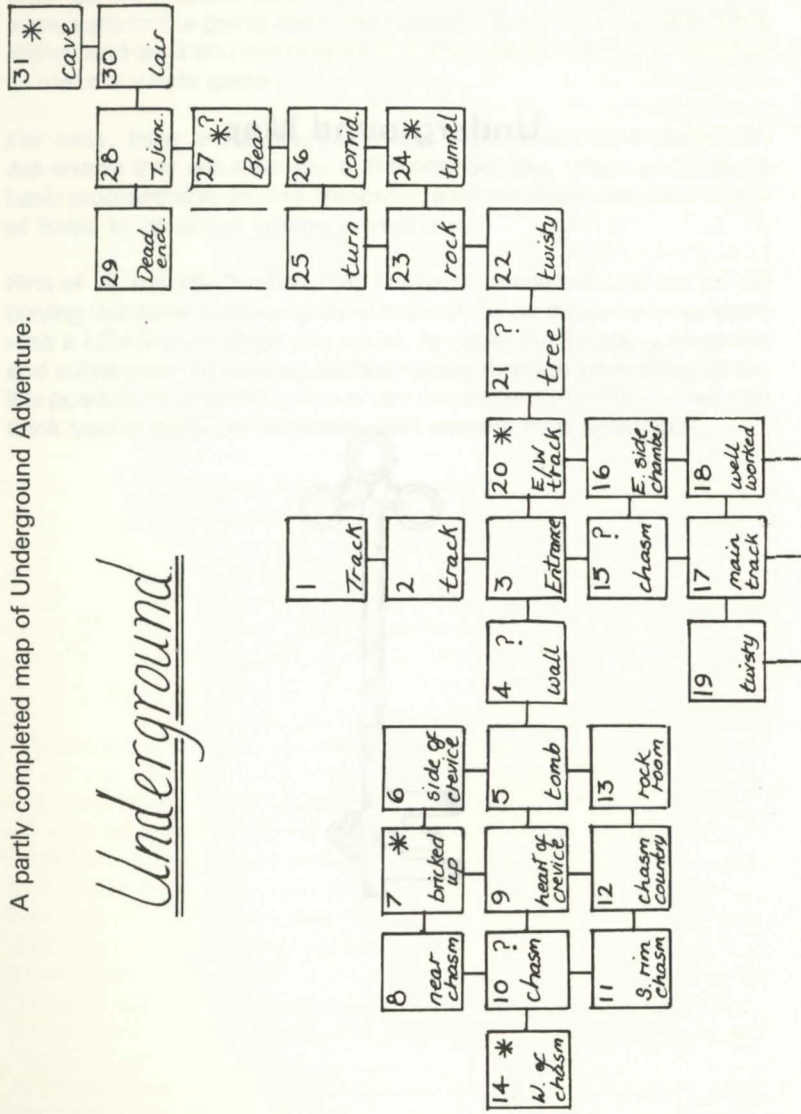 A partly completed map of Underground Adventure.
Underground
1
Track
2
track
3
Entrance
4 ?
wall
5
tomb
6
side of
crevice
7 *
bricked
up
8
near
chasm
9
heart of
crevice
10 ?
chasm
11
S. rim
chasm
12
chasm
country
13
rock
room
14 *
W. of
chasm
15 ?
chasm
16
E. side
chamber
17
main
track
18
well
worked
19
twisty
20 *
E/W
track
21 ?
tree
22
twisty
23
rock
24 *
tunnel
25
turn
26
corrid.
27 * ?
Bear
28
T. Junc.
29
Dead
end.
30
lair
31 *
cave